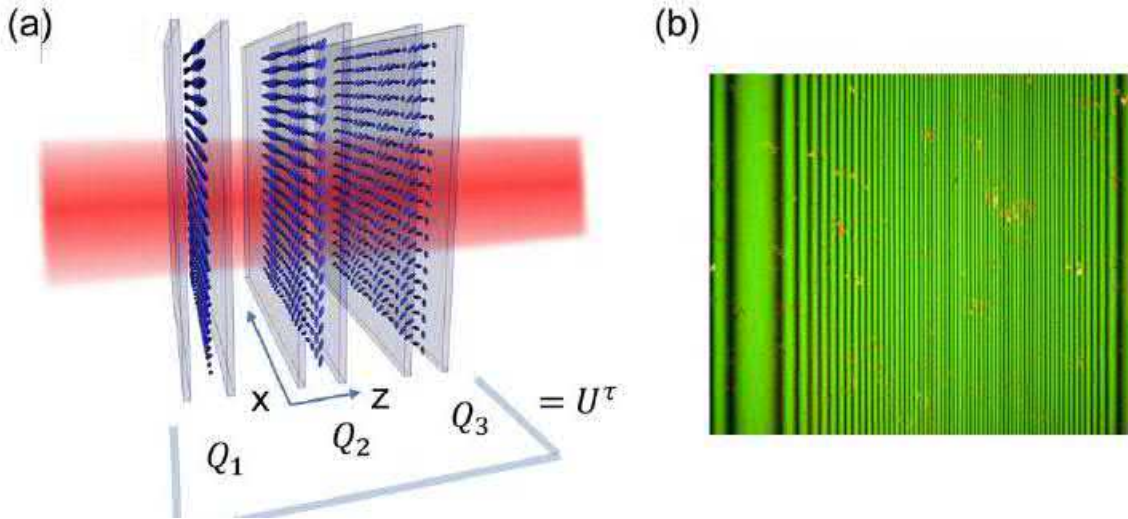 (a)
(b)
x
z
Q₁
Q₂
Q₃
= U^τ